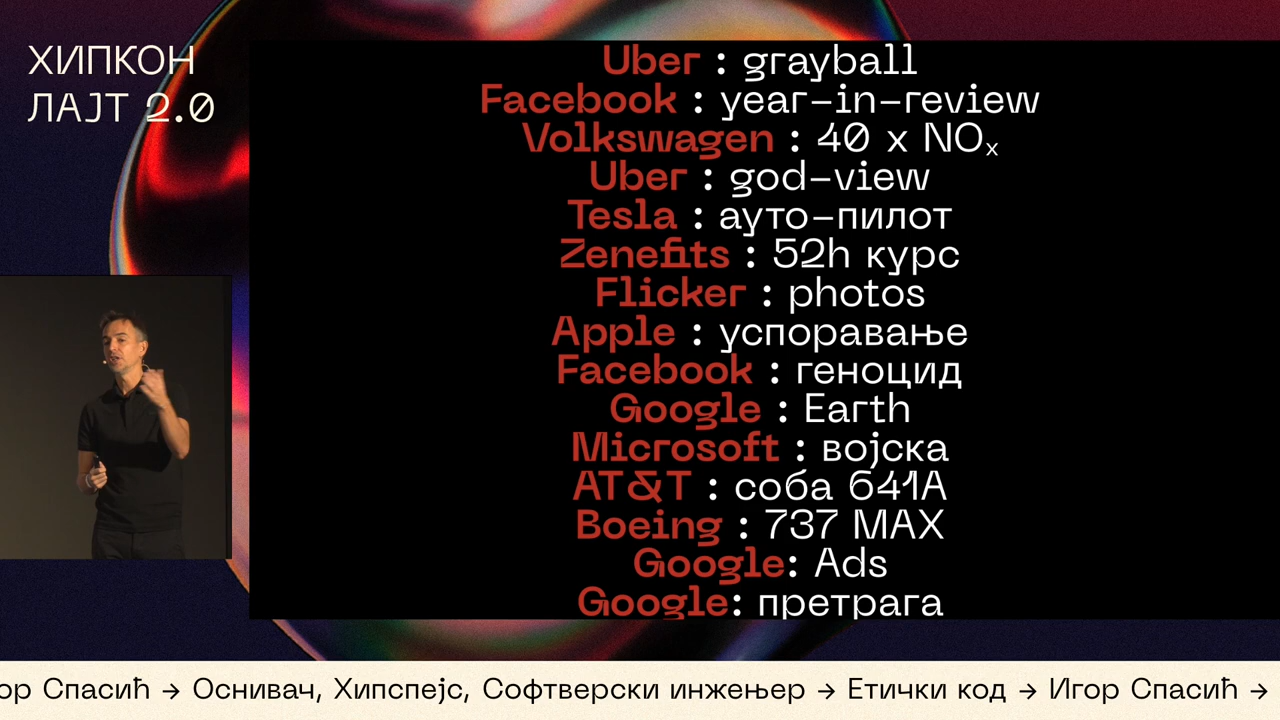 ХИПКОН
ЛАЈТ 2.0
Uber : grayball
Facebook : year-in-review
Volkswagen : 40 x NOₓ
Uber : god-view
Tesla : ауто-пилот
Zenefits : 52h курс
Flicker : photos
Apple : успоравање
Facebook : геноцид
Google : Earth
Microsoft : војска
AT&T : соба 641A
Boeing : 737 MAX
Google: Ads
Google: претрага
ор Спасић → Оснивач, Хипспејс, Софтверски инжењер → Етички код → Игор Спасић →